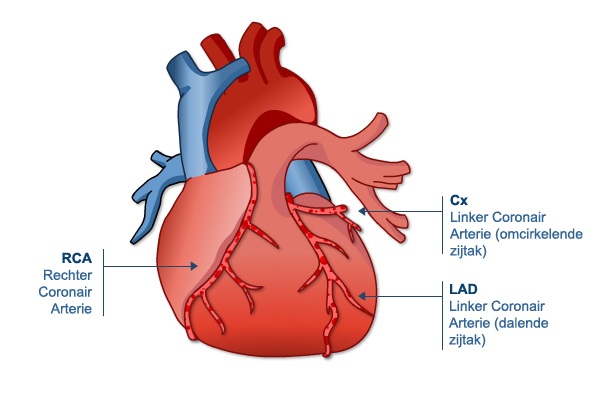 Cx
Linker Coronair
Arterie (omcirkelende
zijtak)
RCA
Rechter
Coronair
Arterie
LAD
Linker Coronair
Arterie (dalende
zijtak)